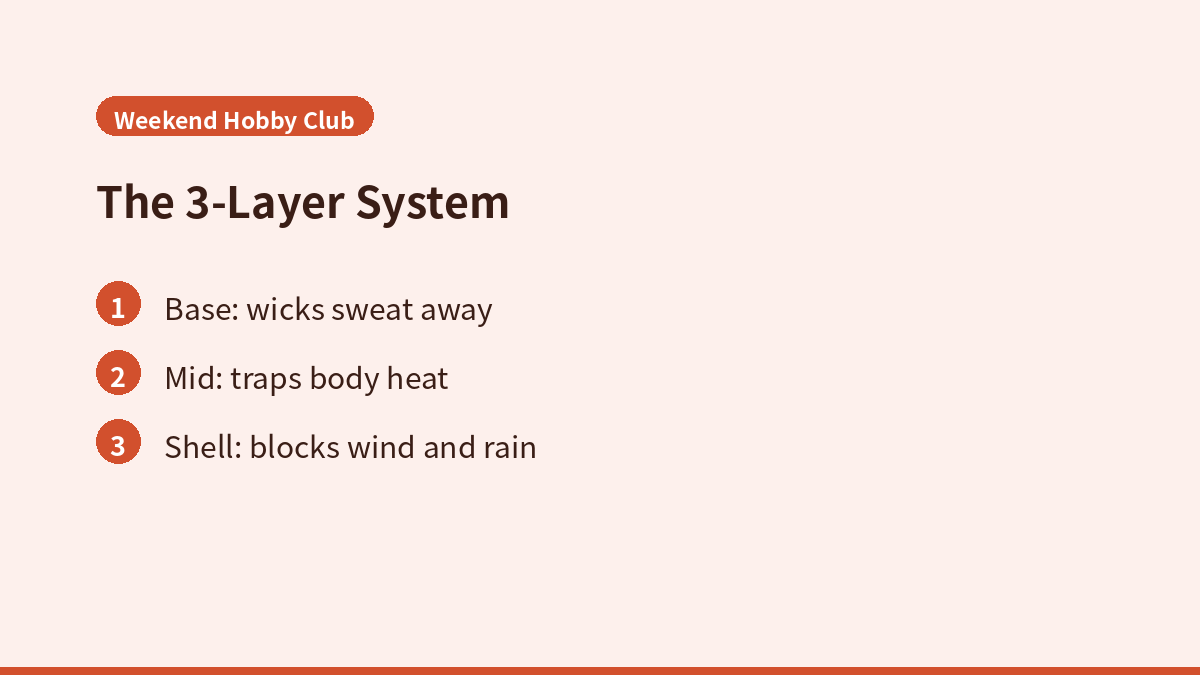 Weekend Hobby Club
The 3-Layer System
1 Base: wicks sweat away
2 Mid: traps body heat
3 Shell: blocks wind and rain